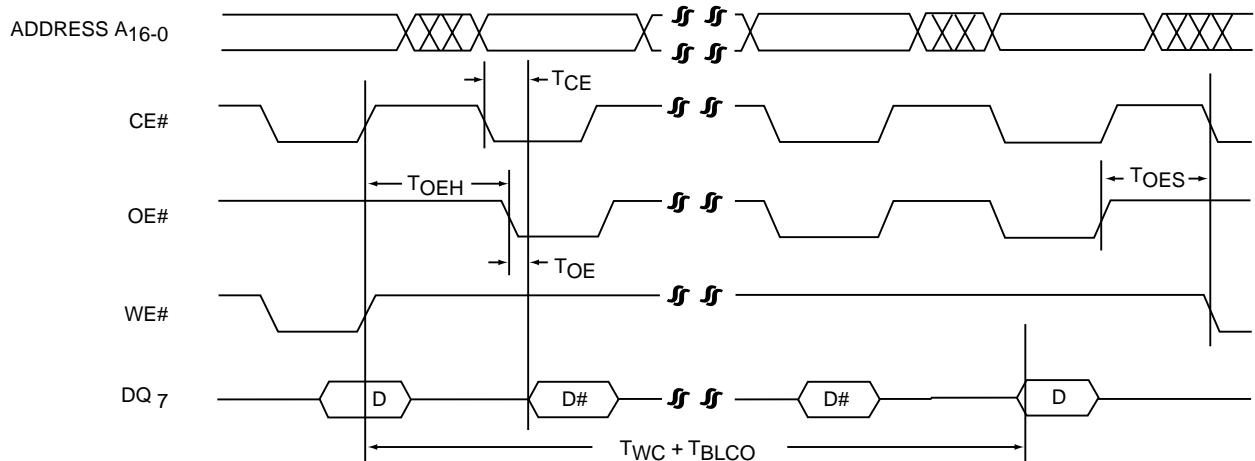 ADDRESS A16-0
TCE
CE#
TOEH
TOES
OE#
TOE
WE#
DQ 7
D
D#
D#
D
TWC + TBLCO